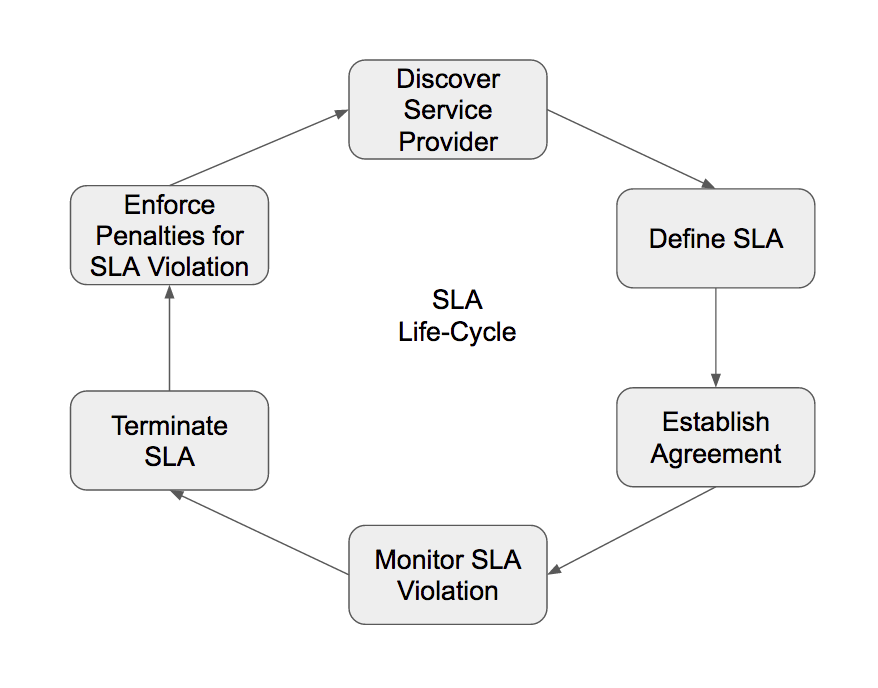 Discover
Service
Provider
Define SLA
Establish
Agreement
Monitor SLA
Violation
Terminate
SLA
Enforce
Penalties for
SLA Violation
SLA
Life-Cycle